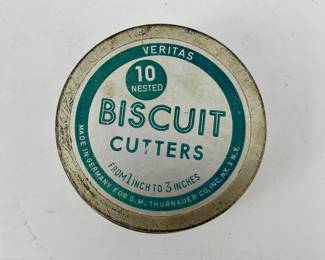 VERITAS
10
NESTED
BISCUIT
CUTTERS
FROM 1 INCH TO 3 INCHES
MADE IN GERMANY FOR G. M. THURNAUER CO. INC. N.Y. 3 N.Y.